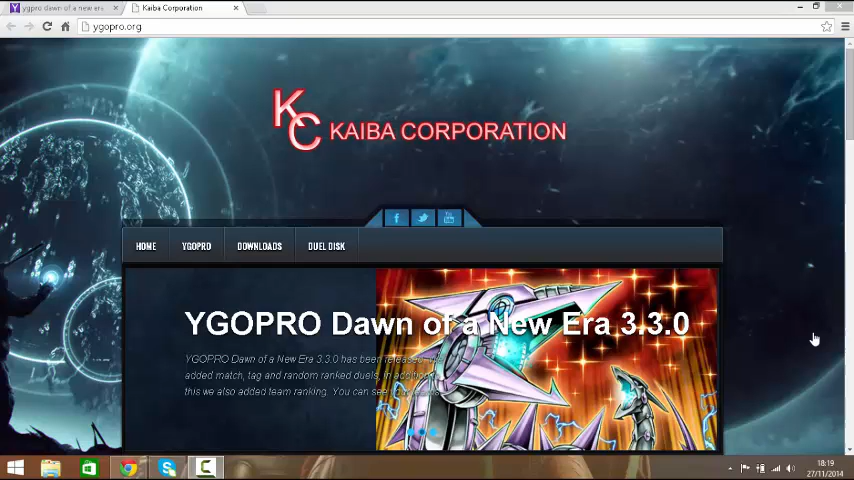 ygpro dawn of a new era
Kaiba Corporation
ygopro.org
KC KAIBA CORPORATION
HOME
YGOPRO
DOWNLOADS
DUEL DISK
YGOPRO Dawn of a New Era 3.3.0
YGOPRO Dawn of a New Era 3.3.0 has been released
added match, tag and random ranked duels, in addition
this we also added team ranking. You can see
18:19
27/11/2014